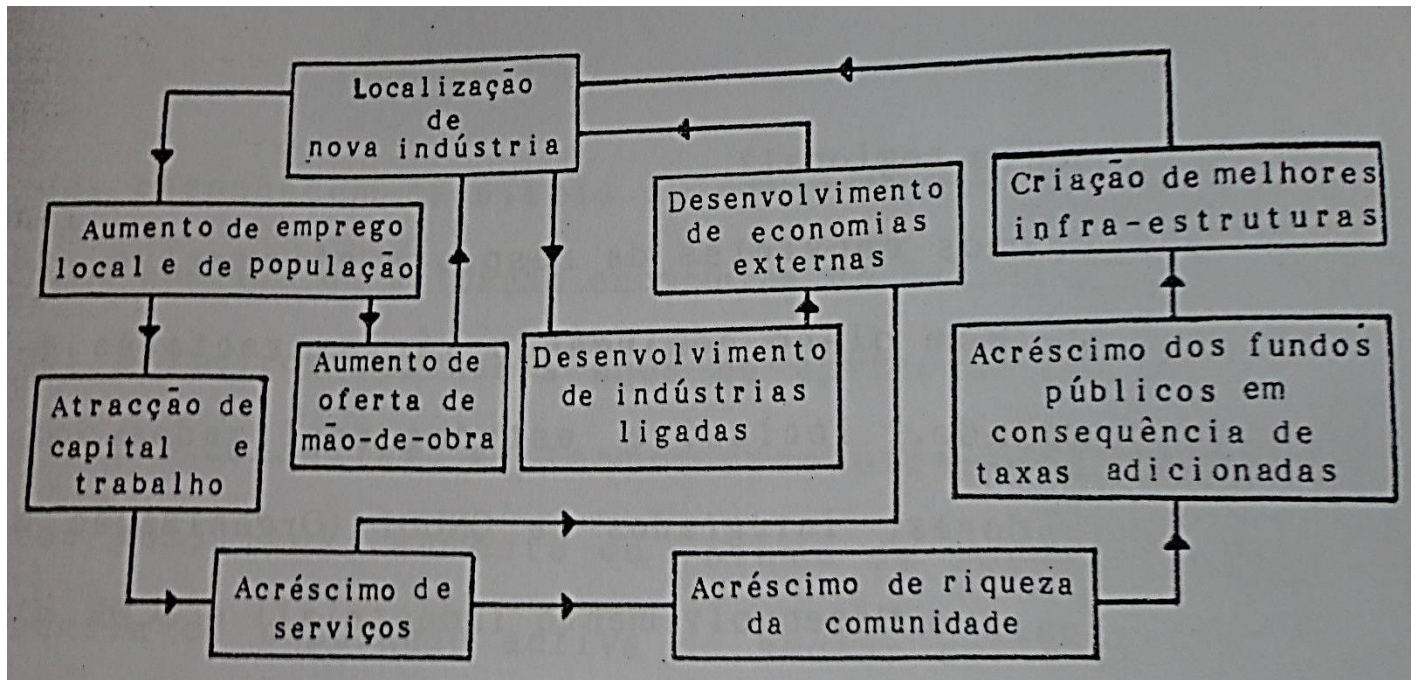 Localização
de
nova indústria
Aumento de emprego
local e de população
Atracção de
capital e
trabalho
Aumento de
oferta de
mão-de-obra
Desenvolvimento
de indústrias
ligadas
Desenvolvimento
de economias
externas
Criação de melhores
infra-estruturas
Acréscimo dos fundos
públicos em
consequência de
taxas adicionadas
Acréscimo de
serviços
Acréscimo de riqueza
da comunidade